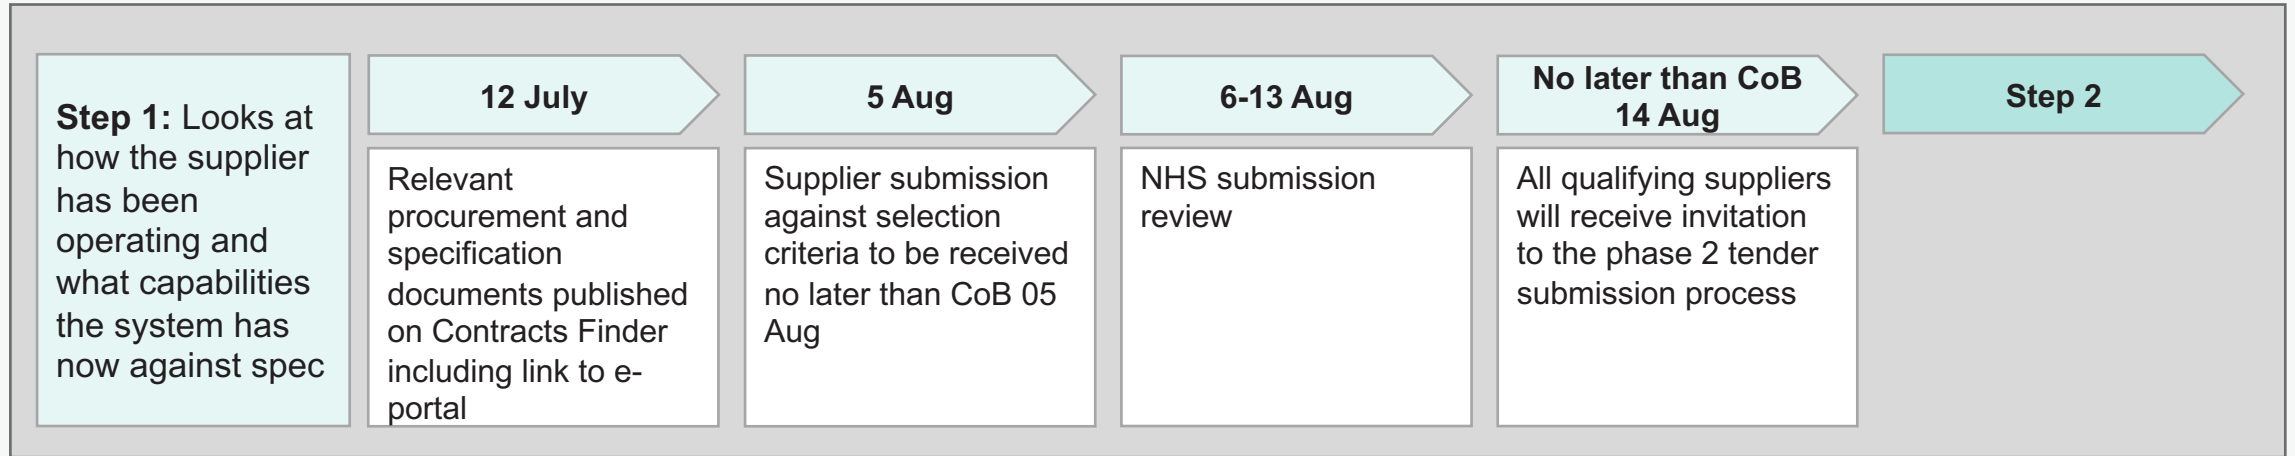 Step 1: Looks at
how the supplier
has been
operating and
what capabilities
the system has
now against spec
12 July
Relevant
procurement and
specification
documents published
on Contracts Finder
including link to e-
portal
5 Aug
Supplier submission
against selection
criteria to be received
no later than CoB 05
Aug
6-13 Aug
NHS submission
review
No later than CoB
14 Aug
All qualifying suppliers
will receive invitation
to the phase 2 tender
submission process
Step 2